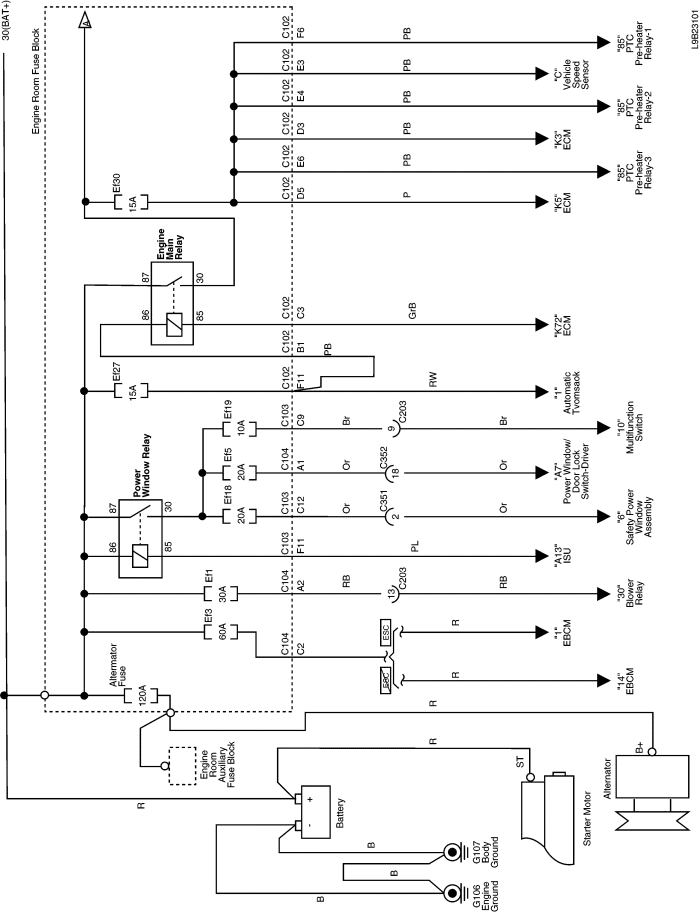 30(BAT+)
L9B23101
Engine Room Fuse Block
A
C102 F6
PB
"85"
PTC
Pre-heater
Relay-1
C102 E3
PB
"C"
Vehicle
Speed
Sensor
C102 E4
PB
"85"
PTC
Pre-heater
Relay-2
C102 D3
PB
"K3"
ECM
C102 E6
PB
"85"
PTC
Pre-heater
Relay-3
Ef30
15A
C102 D5
P
"K5"
ECM
Engine
Main
Relay
87
30
86
85
C102 C3
GrB
"K72"
ECM
C102 B1
PB
Ef27
15A
C102 F11
RW
"1"
Automatic
Tvomsaok
Ef19
10A
C103 C9
Br
9
C203
Br
"10"
Multifunction
Switch
Ef5
20A
C104 A1
Or
18
C352
Or
"A7"
Power Window/
Door Lock
Switch-Driver
Power
Window Relay
87
30
86
85
Ef18
20A
C103 C12
Or
2
C351
Or
"6"
Safety Power
Window
Assembly
C103 F11
PL
"A13"
ISU
Ef1
30A
C104 A2
RB
13
C203
RB
"30"
Blower
Relay
Ef3
60A
C104 C2
ESC
R
"1"
EBCM
ESC
R
"14"
EBCM
Altermator
Fuse
120A
R
B+
Alternator
Engine
Room
Auxiliary
Fuse Block
R
ST
Starter Motor
R
+
-
Battery
B
G107
Body
Ground
B
B
G106
Engine
Ground